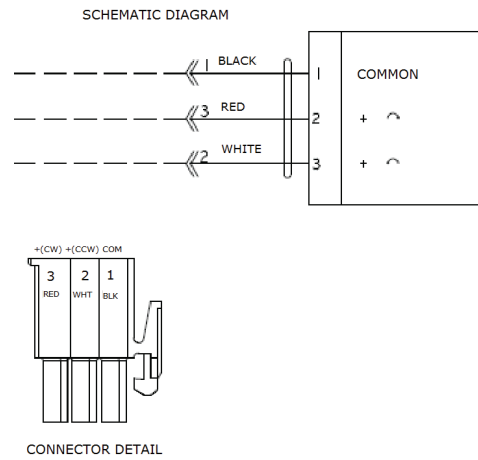 SCHEMATIC DIAGRAM
1 BLACK 1 COMMON
3 RED 2 +
2 WHITE 3 +
+(CW) +(CCW) COM
3 2 1
RED WHT BLK
CONNECTOR DETAIL